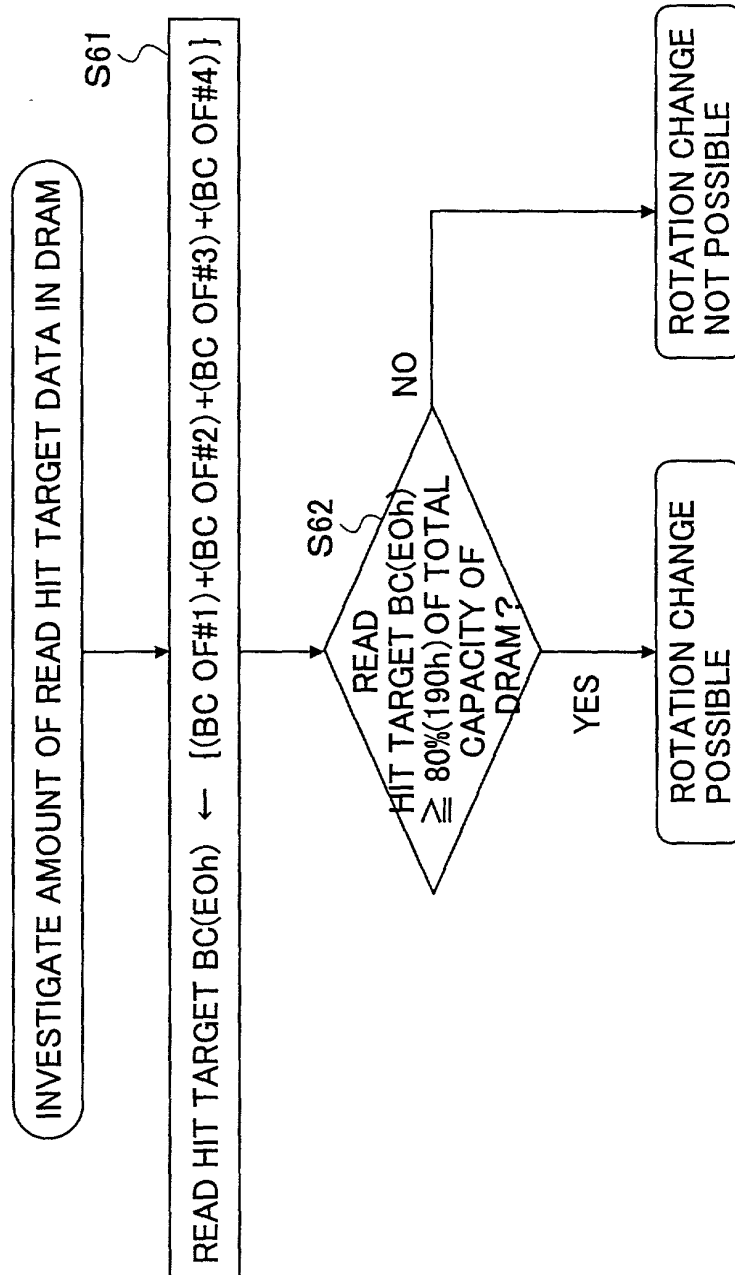 INVESTIGATE AMOUNT OF READ HIT TARGET DATA IN DRAM
S61
READ HIT TARGET BC(E0h) ← {(BC OF#1)+(BC OF#2)+(BC OF#3)+(BC OF#4)}
S62
READ
HIT TARGET BC(E0h)
≧ 80%(190h) OF TOTAL
CAPACITY OF
DRAM?
NO
YES
ROTATION CHANGE
POSSIBLE
ROTATION CHANGE
NOT POSSIBLE